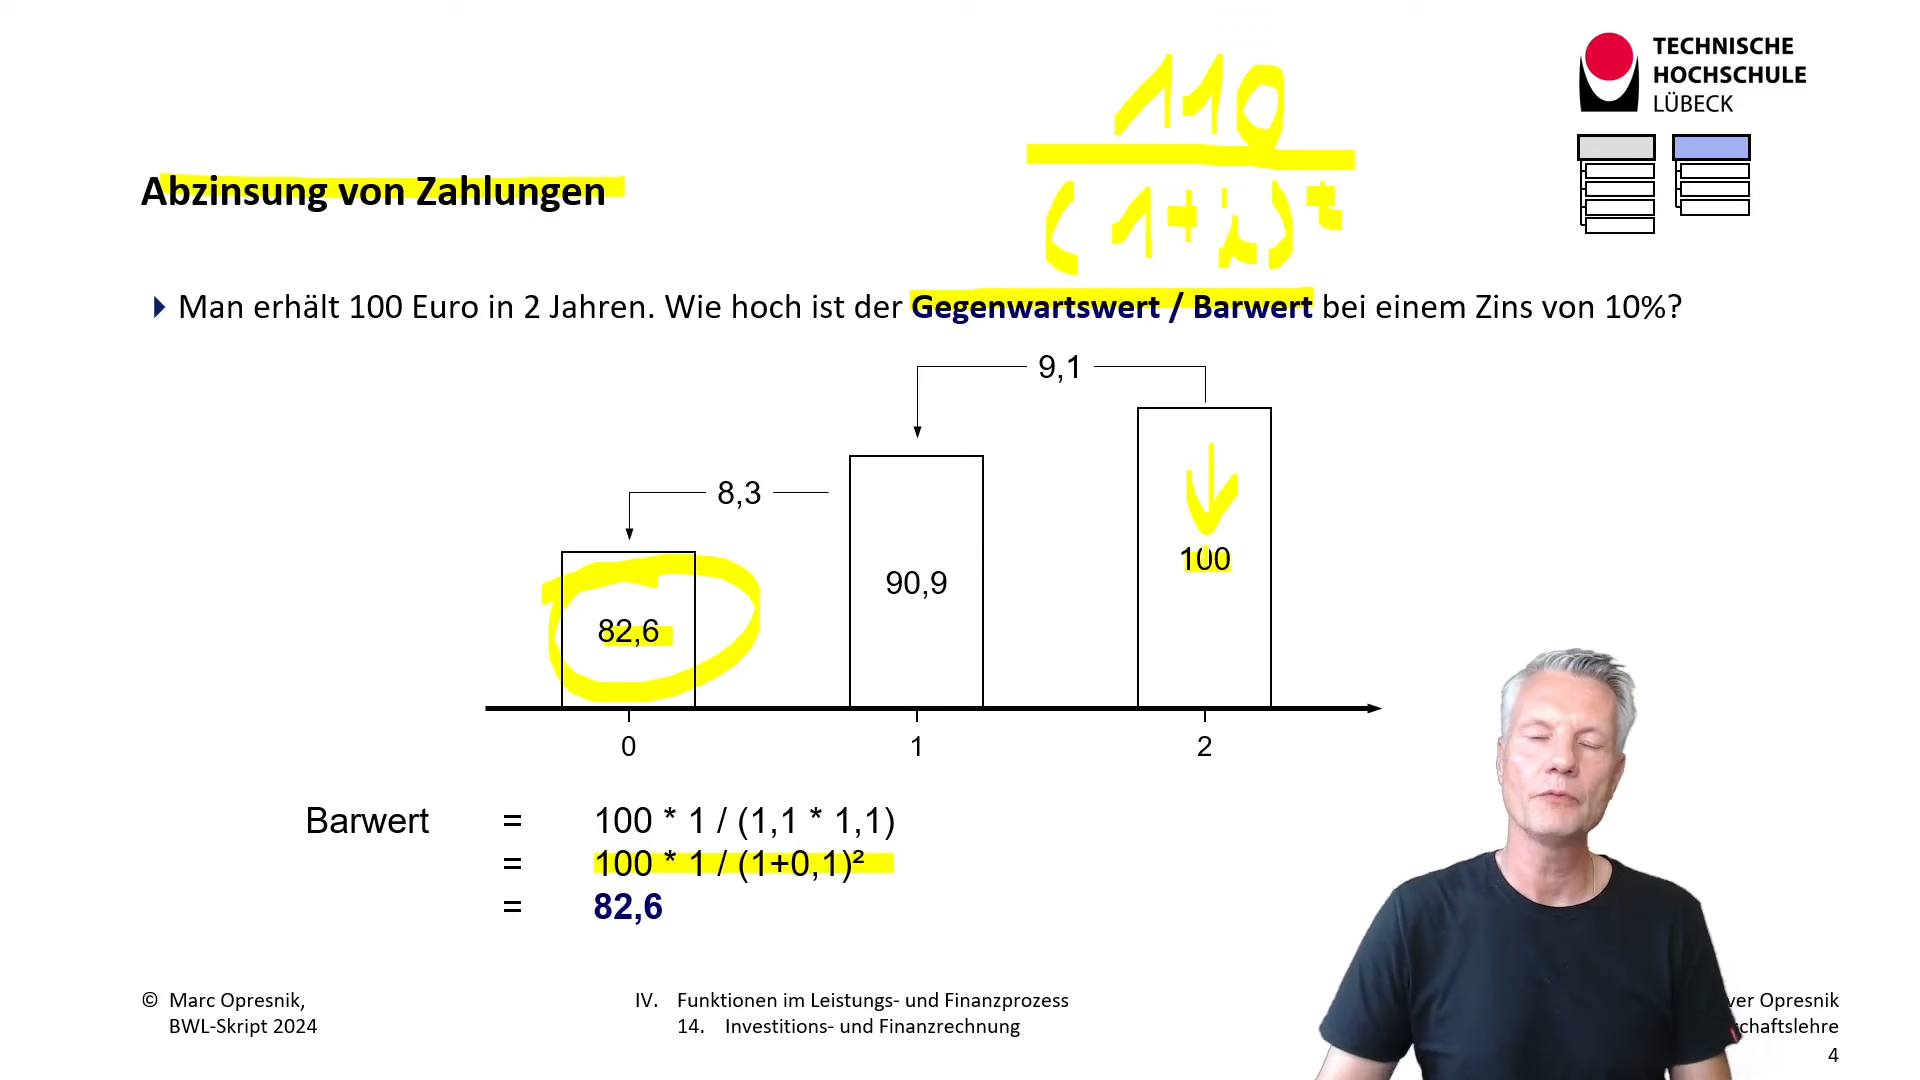 TECHNISCHE
HOCHSCHULE
LÜBECK
110
(1+i)ᵗ
Abzinsung von Zahlungen
Man erhält 100 Euro in 2 Jahren. Wie hoch ist der Gegenwartswert / Barwert bei einem Zins von 10%?
9,1
8,3
100
90,9
82,6
0 1 2
Barwert = 100 * 1 / (1,1 * 1,1)
= 100 * 1 / (1+0,1)²
= 82,6
© Marc Opresnik,
BWL-Skript 2024
IV. Funktionen im Leistungs- und Finanzprozess
14. Investitions- und Finanzrechnung
Opresnik
4